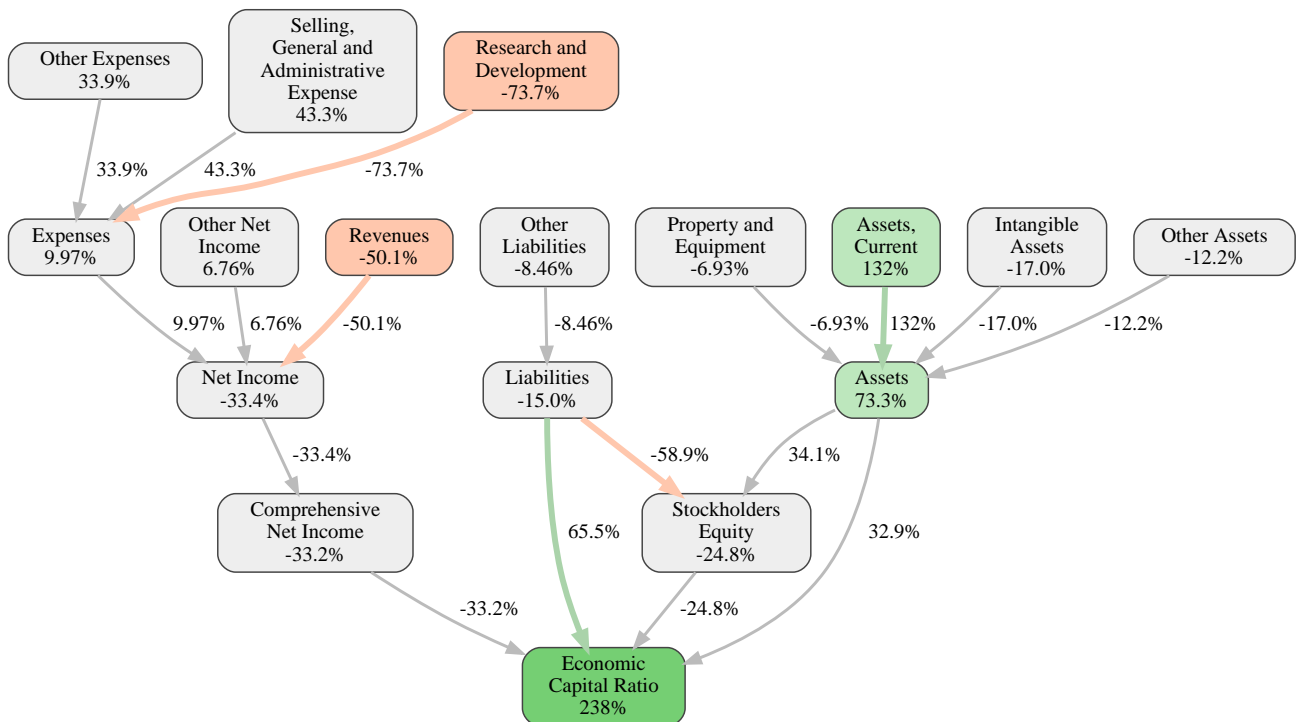 Other Expenses
33.9%
Selling,
General and
Administrative
Expense
43.3%
Research and
Development
-73.7%
33.9%
43.3%
-73.7%
Expenses
9.97%
Other Net
Income
6.76%
Revenues
-50.1%
Other
Liabilities
-8.46%
Property and
Equipment
-6.93%
Assets,
Current
132%
Intangible
Assets
-17.0%
Other Assets
-12.2%
9.97%
6.76%
-50.1%
-8.46%
-6.93%
132%
-17.0%
-12.2%
Net Income
-33.4%
Liabilities
-15.0%
Assets
73.3%
-33.4%
-58.9%
34.1%
Comprehensive
Net Income
-33.2%
65.5%
Stockholders
Equity
-24.8%
32.9%
-33.2%
-24.8%
Economic
Capital Ratio
238%